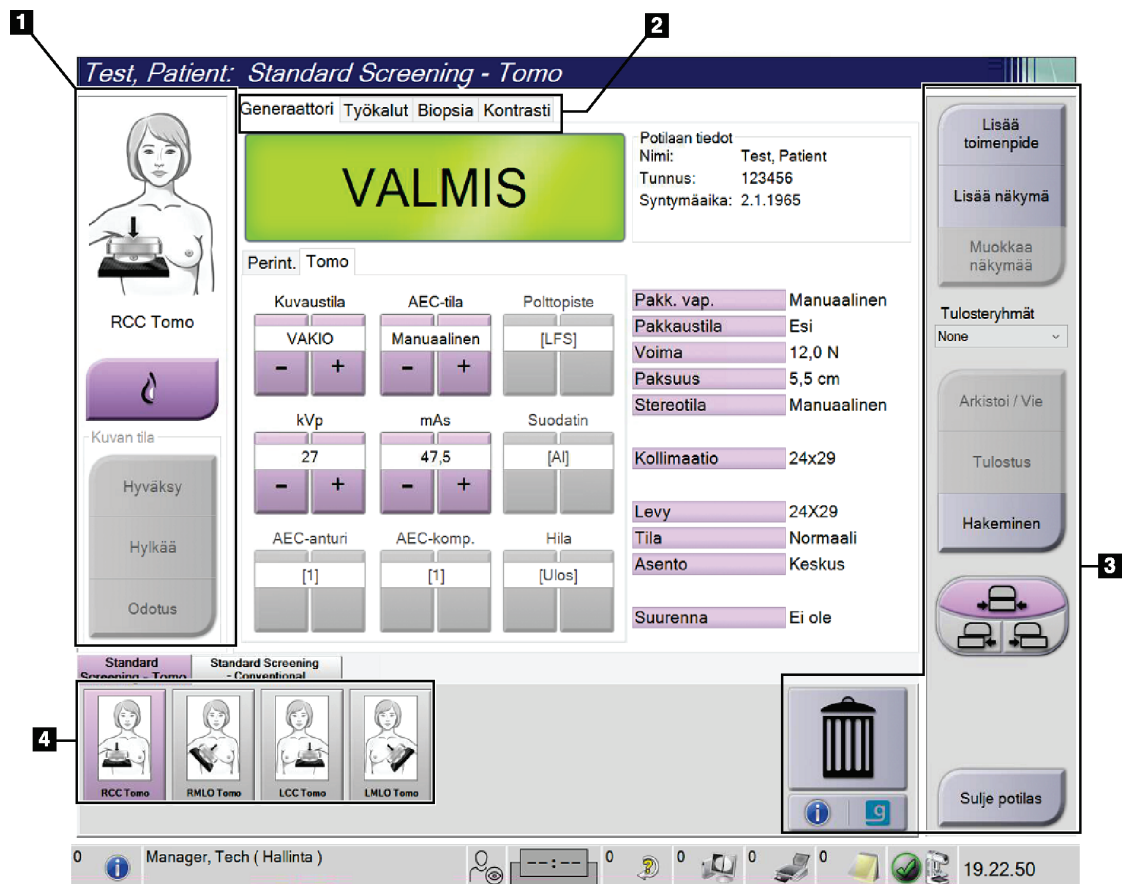 1
2
Test, Patient: Standard Screening - Tomo
Generaattori Työkalut Biopsia Kontrasti
VALMIS
Potilaan tiedot
Nimi: Test, Patient
Tunnus: 123456
Syntymäaika: 2.1.1965
RCC Tomo
Kuvan tila
Hyväksy
Hylkää
Odotus
Perint. Tomo
Kuvaustila AEC-tila Polttopiste
VAKIO Manuaalinen [LFS]
- + - +
kVp mAs Suodatin
27 47,5 [Al]
- + - +
AEC-anturi AEC-komp. Hila
[1] [1] [Ulos]
Pakk. vap. Manuaalinen
Pakkaustila Esi
Voima 12,0 N
Paksuus 5,5 cm
Stereotila Manuaalinen
Kollimaatio 24x29
Levy 24X29
Tila Normaali
Asento Keskus
Suurenna Ei ole
Lisää
toimenpide
Lisää näkymä
Muokkaa
näkymää
Tulosteryhmät
None
Arkistoi / Vie
Tulostus
Hakeminen
3
Standard
Screening - Tomo
Standard Screening
- Conventional
4
RCC Tomo RMLO Tomo LCC Tomo LMLO Tomo
i g
Sulje potilas
0 i Manager, Tech ( Hallinta ) --:-- 0 ? 0 0 0 19.22.50